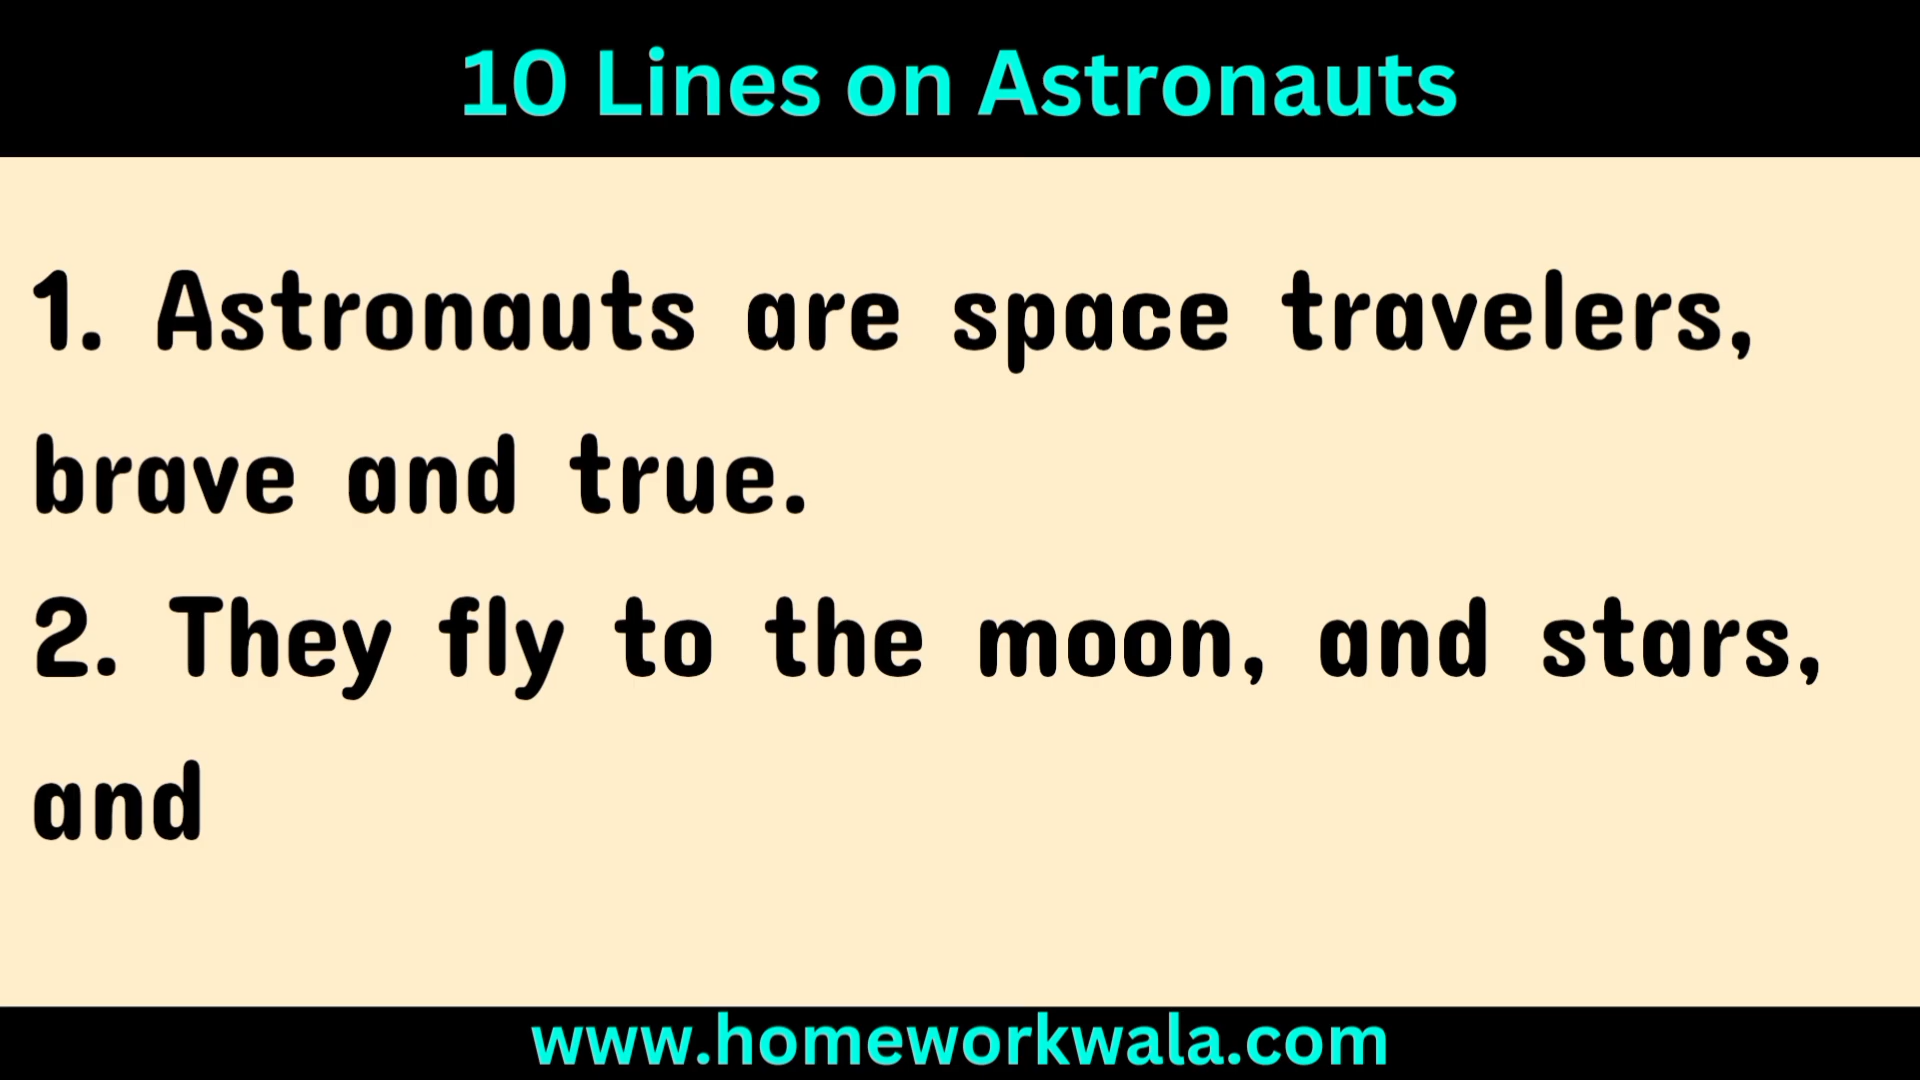 10 Lines on Astronauts
1. Astronauts are space travelers,
brave and true.
2. They fly to the moon, and stars,
and
www.homeworkwala.com